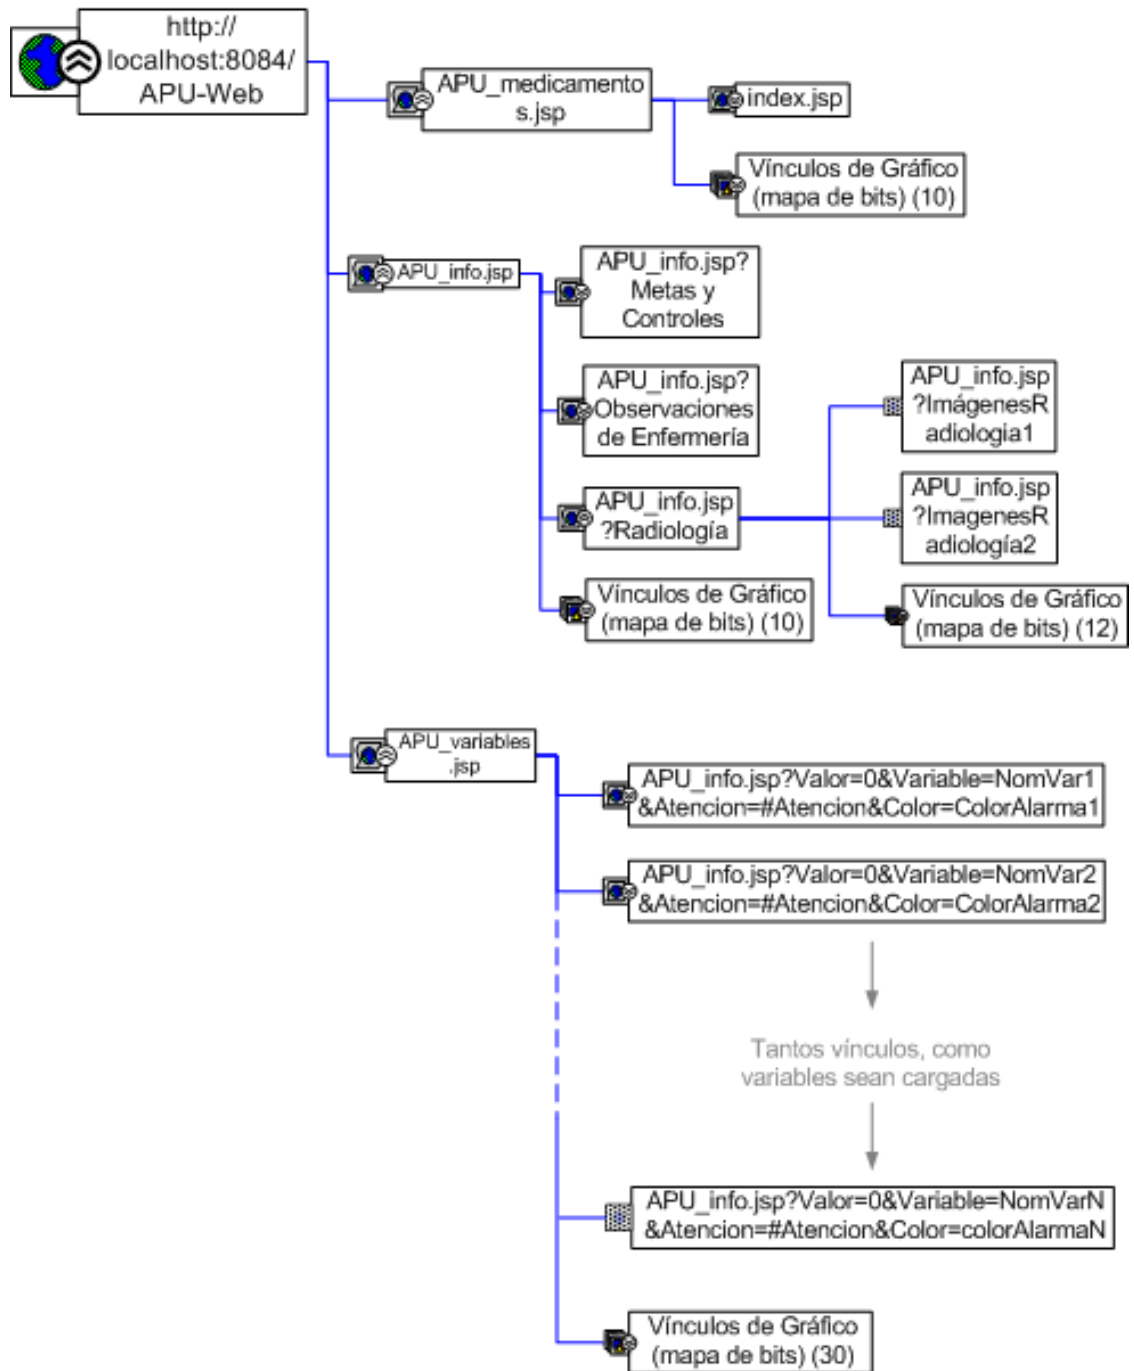 http://
localhost:8084/
APU-Web
APU_medicamento
s.jsp
index.jsp
Vínculos de Gráfico
(mapa de bits) (10)
APU_info.jsp
APU_info.jsp?
Metas y
Controles
APU_info.jsp?
Observaciones
de Enfermería
APU_info.jsp
?Radiología
APU_info.jsp
?ImágenesR
adiologia1
APU_info.jsp
?ImagenesR
adiología2
Vínculos de Gráfico
(mapa de bits) (10)
Vínculos de Gráfico
(mapa de bits) (12)
APU_variables
.jsp
APU_info.jsp?Valor=0&Variable=NomVar1
&Atencion=#Atencion&Color=ColorAlarma1
APU_info.jsp?Valor=0&Variable=NomVar2
&Atencion=#Atencion&Color=ColorAlarma2
Tantos vínculos, como
variables sean cargadas
APU_info.jsp?Valor=0&Variable=NomVarN
&Atencion=#Atencion&Color=colorAlarmaN
Vínculos de Gráfico
(mapa de bits) (30)